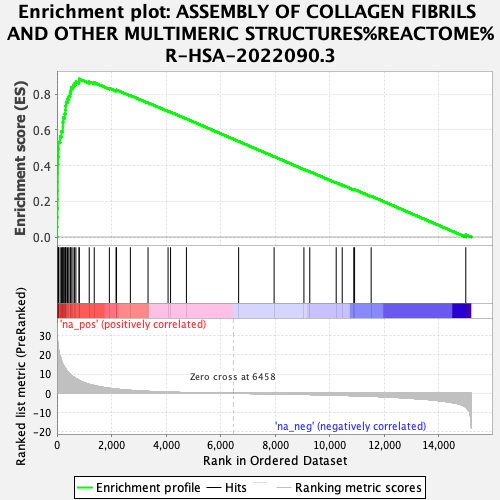 Enrichment plot: ASSEMBLY OF COLLAGEN FIBRILS
AND OTHER MULTIMERIC STRUCTURES%REACTOME%
R-HSA-2022090.3
Enrichment score (ES)
0.8
0.6
0.4
0.2
0.0
'na_pos' (positively correlated)
Ranked list metric (PreRanked)
30
20
10
0
-10
-20
Zero cross at 6458
'na_neg' (negatively correlated)
0 2,000 4,000 6,000 8,000 10,000 12,000 14,000
Rank in Ordered Dataset
Enrichment profile Hits Ranking metric scores